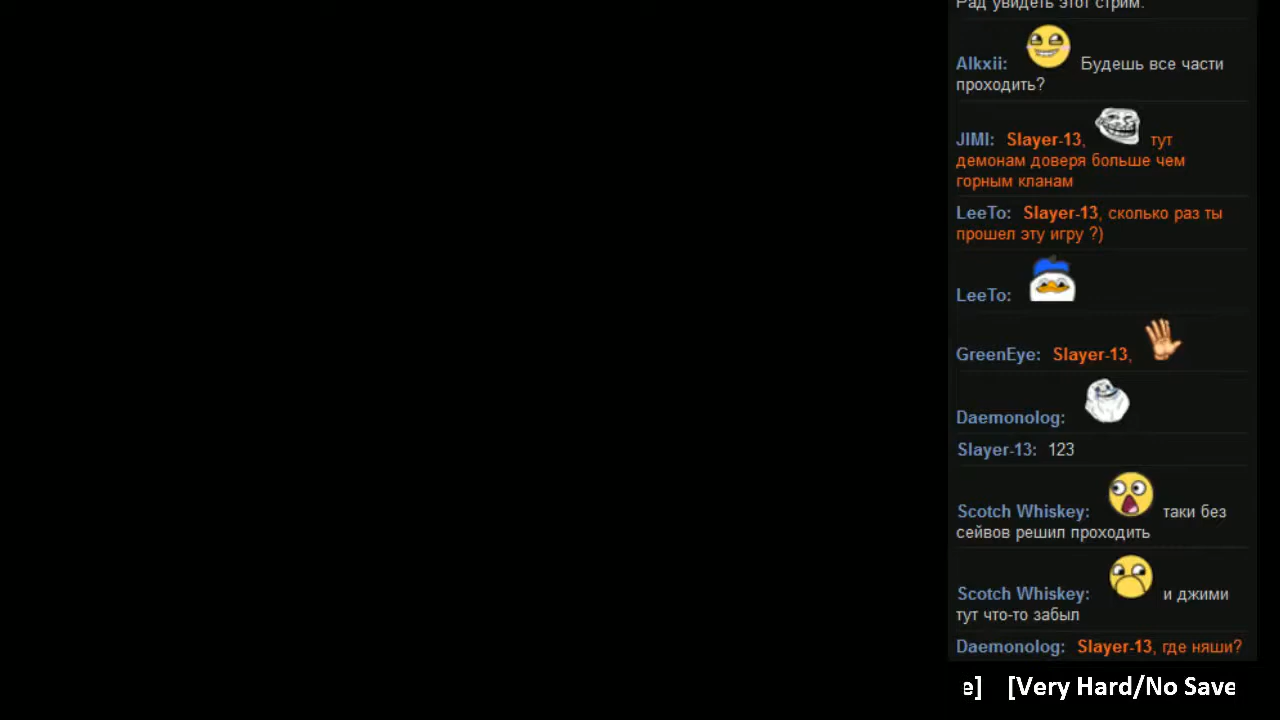 Рад увидеть этот стрим.
Alkxii: Будешь все части
проходить?
JIMI: Slayer-13, тут
демонам доверя больше чем
горным кланам
LeeTo: Slayer-13, сколько раз ты
прошел эту игру ?)
LeeTo:
GreenEye: Slayer-13,
Daemonolog:
Slayer-13: 123
Scotch Whiskey: таки без
сейвов решил проходить
Scotch Whiskey: и джими
тут что-то забыл
Daemonolog: Slayer-13, где няши?
e] [Very Hard/No Save